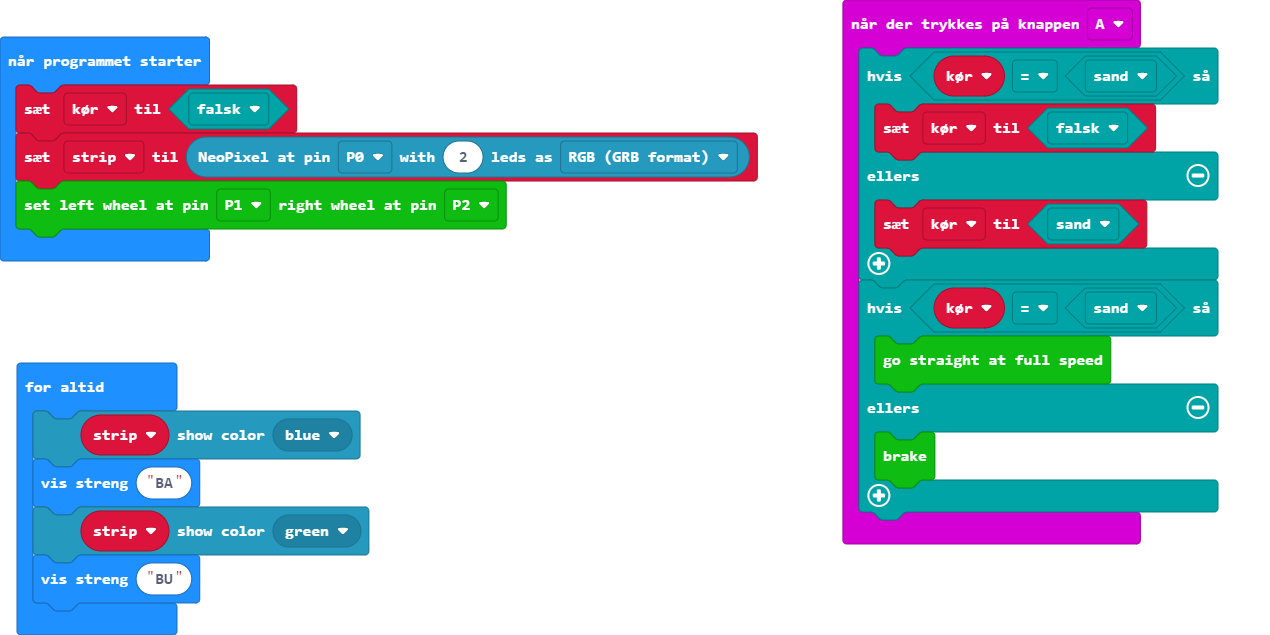 når programmet starter
sæt kør til falsk
sæt strip til NeoPixel at pin P0 with 2 leds as RGB (GRB format)
set left wheel at pin P1 right wheel at pin P2
for altid
strip show color blue
vis streng "BA"
strip show color green
vis streng "BU"
når der trykkes på knappen A
hvis kør = sand så
sæt kør til falsk
ellers
sæt kør til sand
hvis kør = sand så
go straight at full speed
ellers
brake